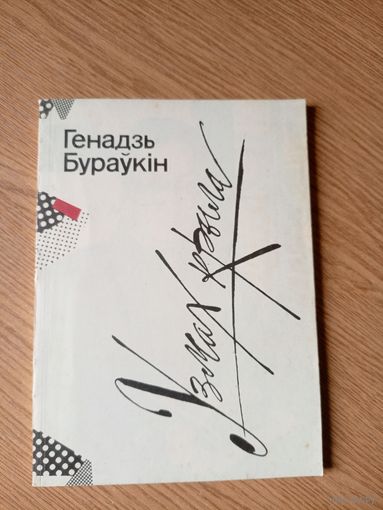 Генадзь
Бураўкін
Узмах крыла